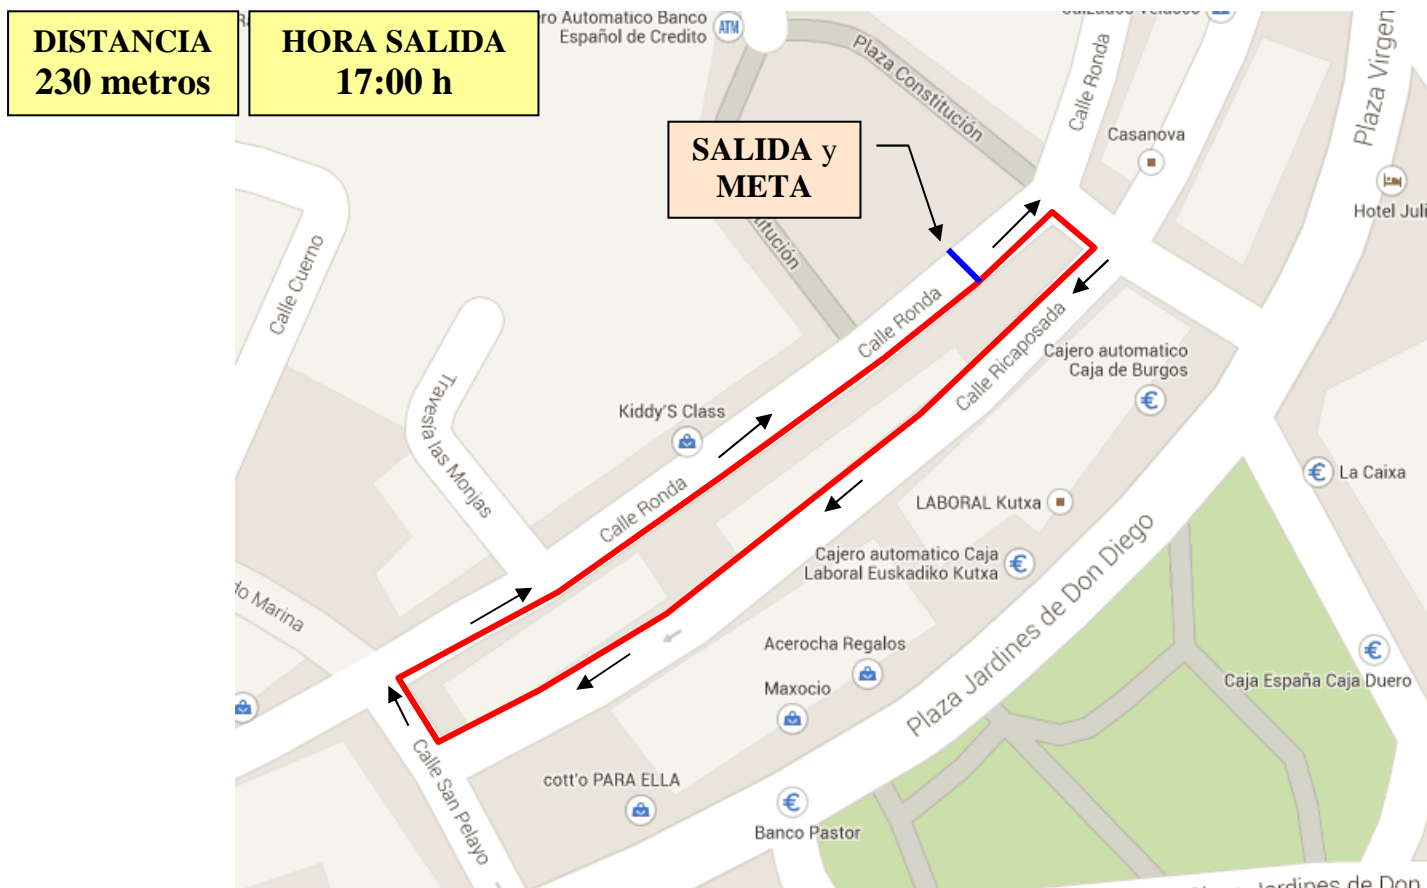 DISTANCIA
230 metros
HORA SALIDA
17:00 h
ro Automatico Banco
Español de Credito
ATM
Plaza Constitución
Calle Ronda
Plaza Virgen
Casanova
Hotel Juli
SALIDA y
META
titución
Calle Cuerno
Calle Ronda
Calle Ricaposada
Cajero automatico
Caja de Burgos
Travesía las Monjas
Kiddy'S Class
La Caixa
Calle Ronda
LABORAL Kutxa
Cajero automatico Caja
Laboral Euskadiko Kutxa
do Marina
Plaza Jardines de Don Diego
Acerocha Regalos
Maxocio
Caja España Caja Duero
Calle San Pelayo
cott'o PARA ELLA
Banco Pastor
Jardines de Don